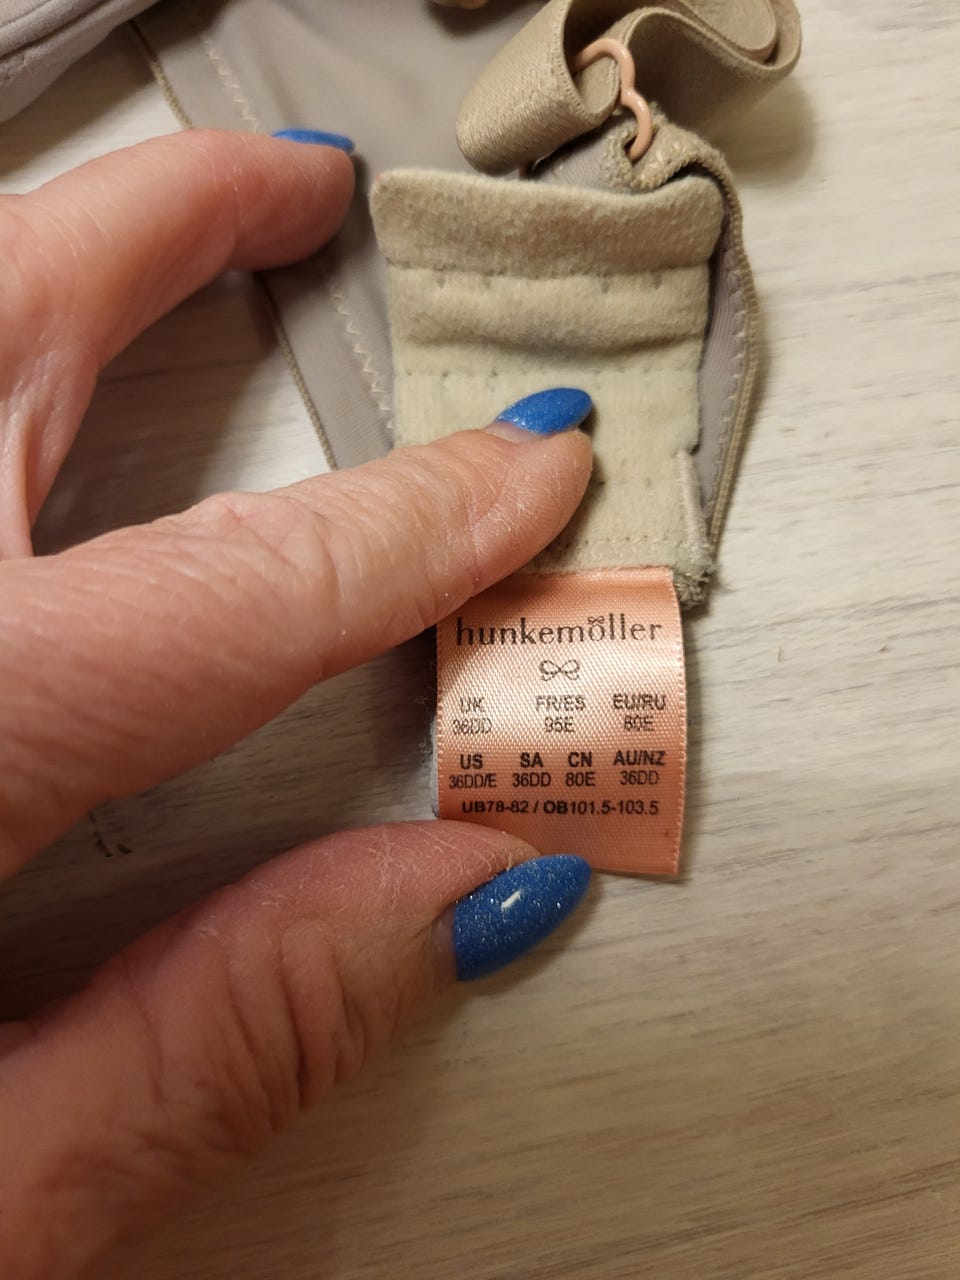 hunkemöller
UK FR/ES EU/RU
36DD 95E 80E
US SA CN AU/NZ
36DD/E 36DD 80E 36DD
UB78-82 / OB101.5-103.5